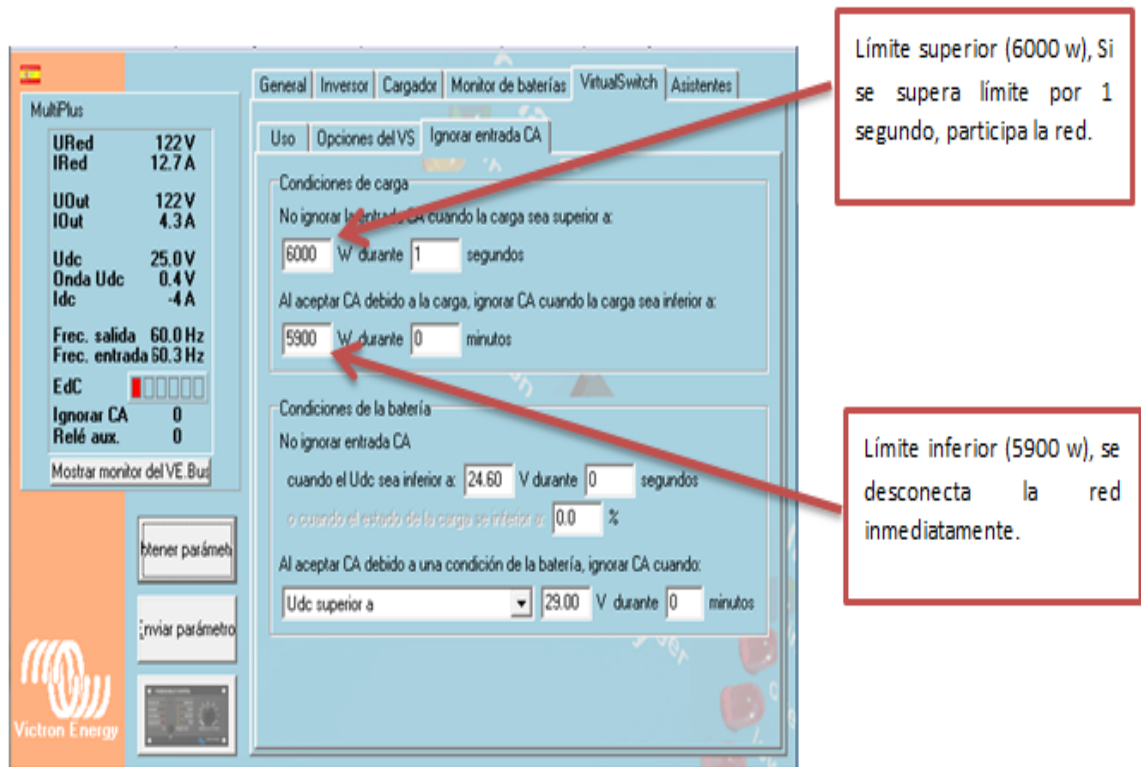 General Inversor Cargador Monitor de baterías VirtualSwitch Asistentes
MultiPlus
URed 122 V
IRed 12.7 A
UOut 122 V
IOut 4.3 A
Udc 25.0 V
Onda Udc 0.4 V
Idc -4 A
Frec. salida 60.0 Hz
Frec. entrada 60.3 Hz
EdC
Ignorar CA 0
Relé aux. 0
Mostrar monitor del VE.Bus
btener parámet
Enviar parámetro
Victron Energy
Uso Opciones del VS Ignorar entrada CA
Condiciones de carga
No ignorar la entrada CA cuando la carga sea superior a:
6000 W durante 1 segundos
Al aceptar CA debido a la carga, ignorar CA cuando la carga sea inferior a:
5900 W durante 0 minutos
Condiciones de la batería
No ignorar entrada CA
cuando el Udc sea inferior a: 24.60 V durante 0 segundos
o cuando el estado de la carga se inferior a: 0.0 %
Al aceptar CA debido a una condición de la batería, ignorar CA cuando:
Udc superior a 29.00 V durante 0 minutos
Límite superior (6000 w), Si
se supera límite por 1
segundo, participa la red.
Límite inferior (5900 w), se
desconecta la red
inmediatamente.